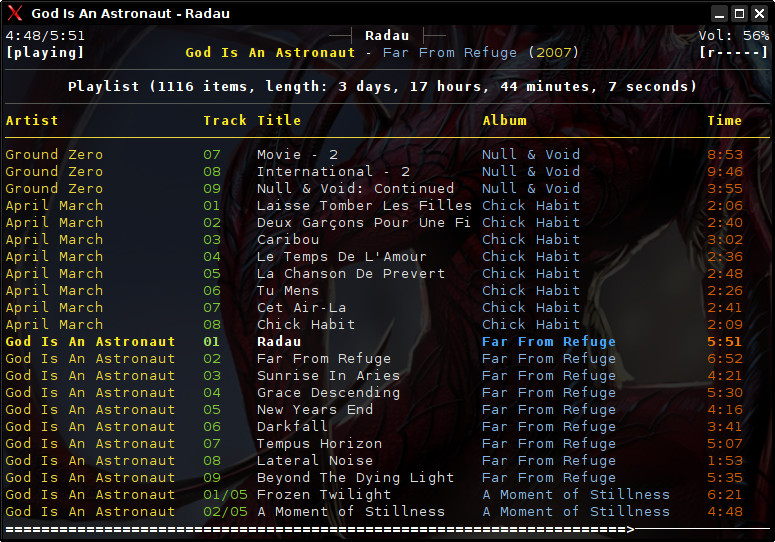 God Is An Astronaut - Radau
4:48/5:51 Radau Vol: 56%
[playing] God Is An Astronaut - Far From Refuge (2007) [r-----]
Playlist (1116 items, length: 3 days, 17 hours, 44 minutes, 7 seconds)
Artist Track Title Album Time
Ground Zero 07 Movie - 2 Null & Void 8:53
Ground Zero 08 International - 2 Null & Void 9:46
Ground Zero 09 Null & Void: Continued Null & Void 3:55
April March 01 Laisse Tomber Les Filles Chick Habit 2:06
April March 02 Deux Garçons Pour Une Fi Chick Habit 2:40
April March 03 Caribou Chick Habit 3:02
April March 04 Le Temps De L'Amour Chick Habit 2:36
April March 05 La Chanson De Prevert Chick Habit 2:48
April March 06 Tu Mens Chick Habit 2:26
April March 07 Cet Air-La Chick Habit 2:41
April March 08 Chick Habit Chick Habit 2:09
God Is An Astronaut 01 Radau Far From Refuge 5:51
God Is An Astronaut 02 Far From Refuge Far From Refuge 6:52
God Is An Astronaut 03 Sunrise In Aries Far From Refuge 4:21
God Is An Astronaut 04 Grace Descending Far From Refuge 5:30
God Is An Astronaut 05 New Years End Far From Refuge 4:16
God Is An Astronaut 06 Darkfall Far From Refuge 3:41
God Is An Astronaut 07 Tempus Horizon Far From Refuge 5:07
God Is An Astronaut 08 Lateral Noise Far From Refuge 1:53
God Is An Astronaut 09 Beyond The Dying Light Far From Refuge 5:35
God Is An Astronaut 01/05 Frozen Twilight A Moment of Stillness 6:21
God Is An Astronaut 02/05 A Moment of Stillness A Moment of Stillness 4:48